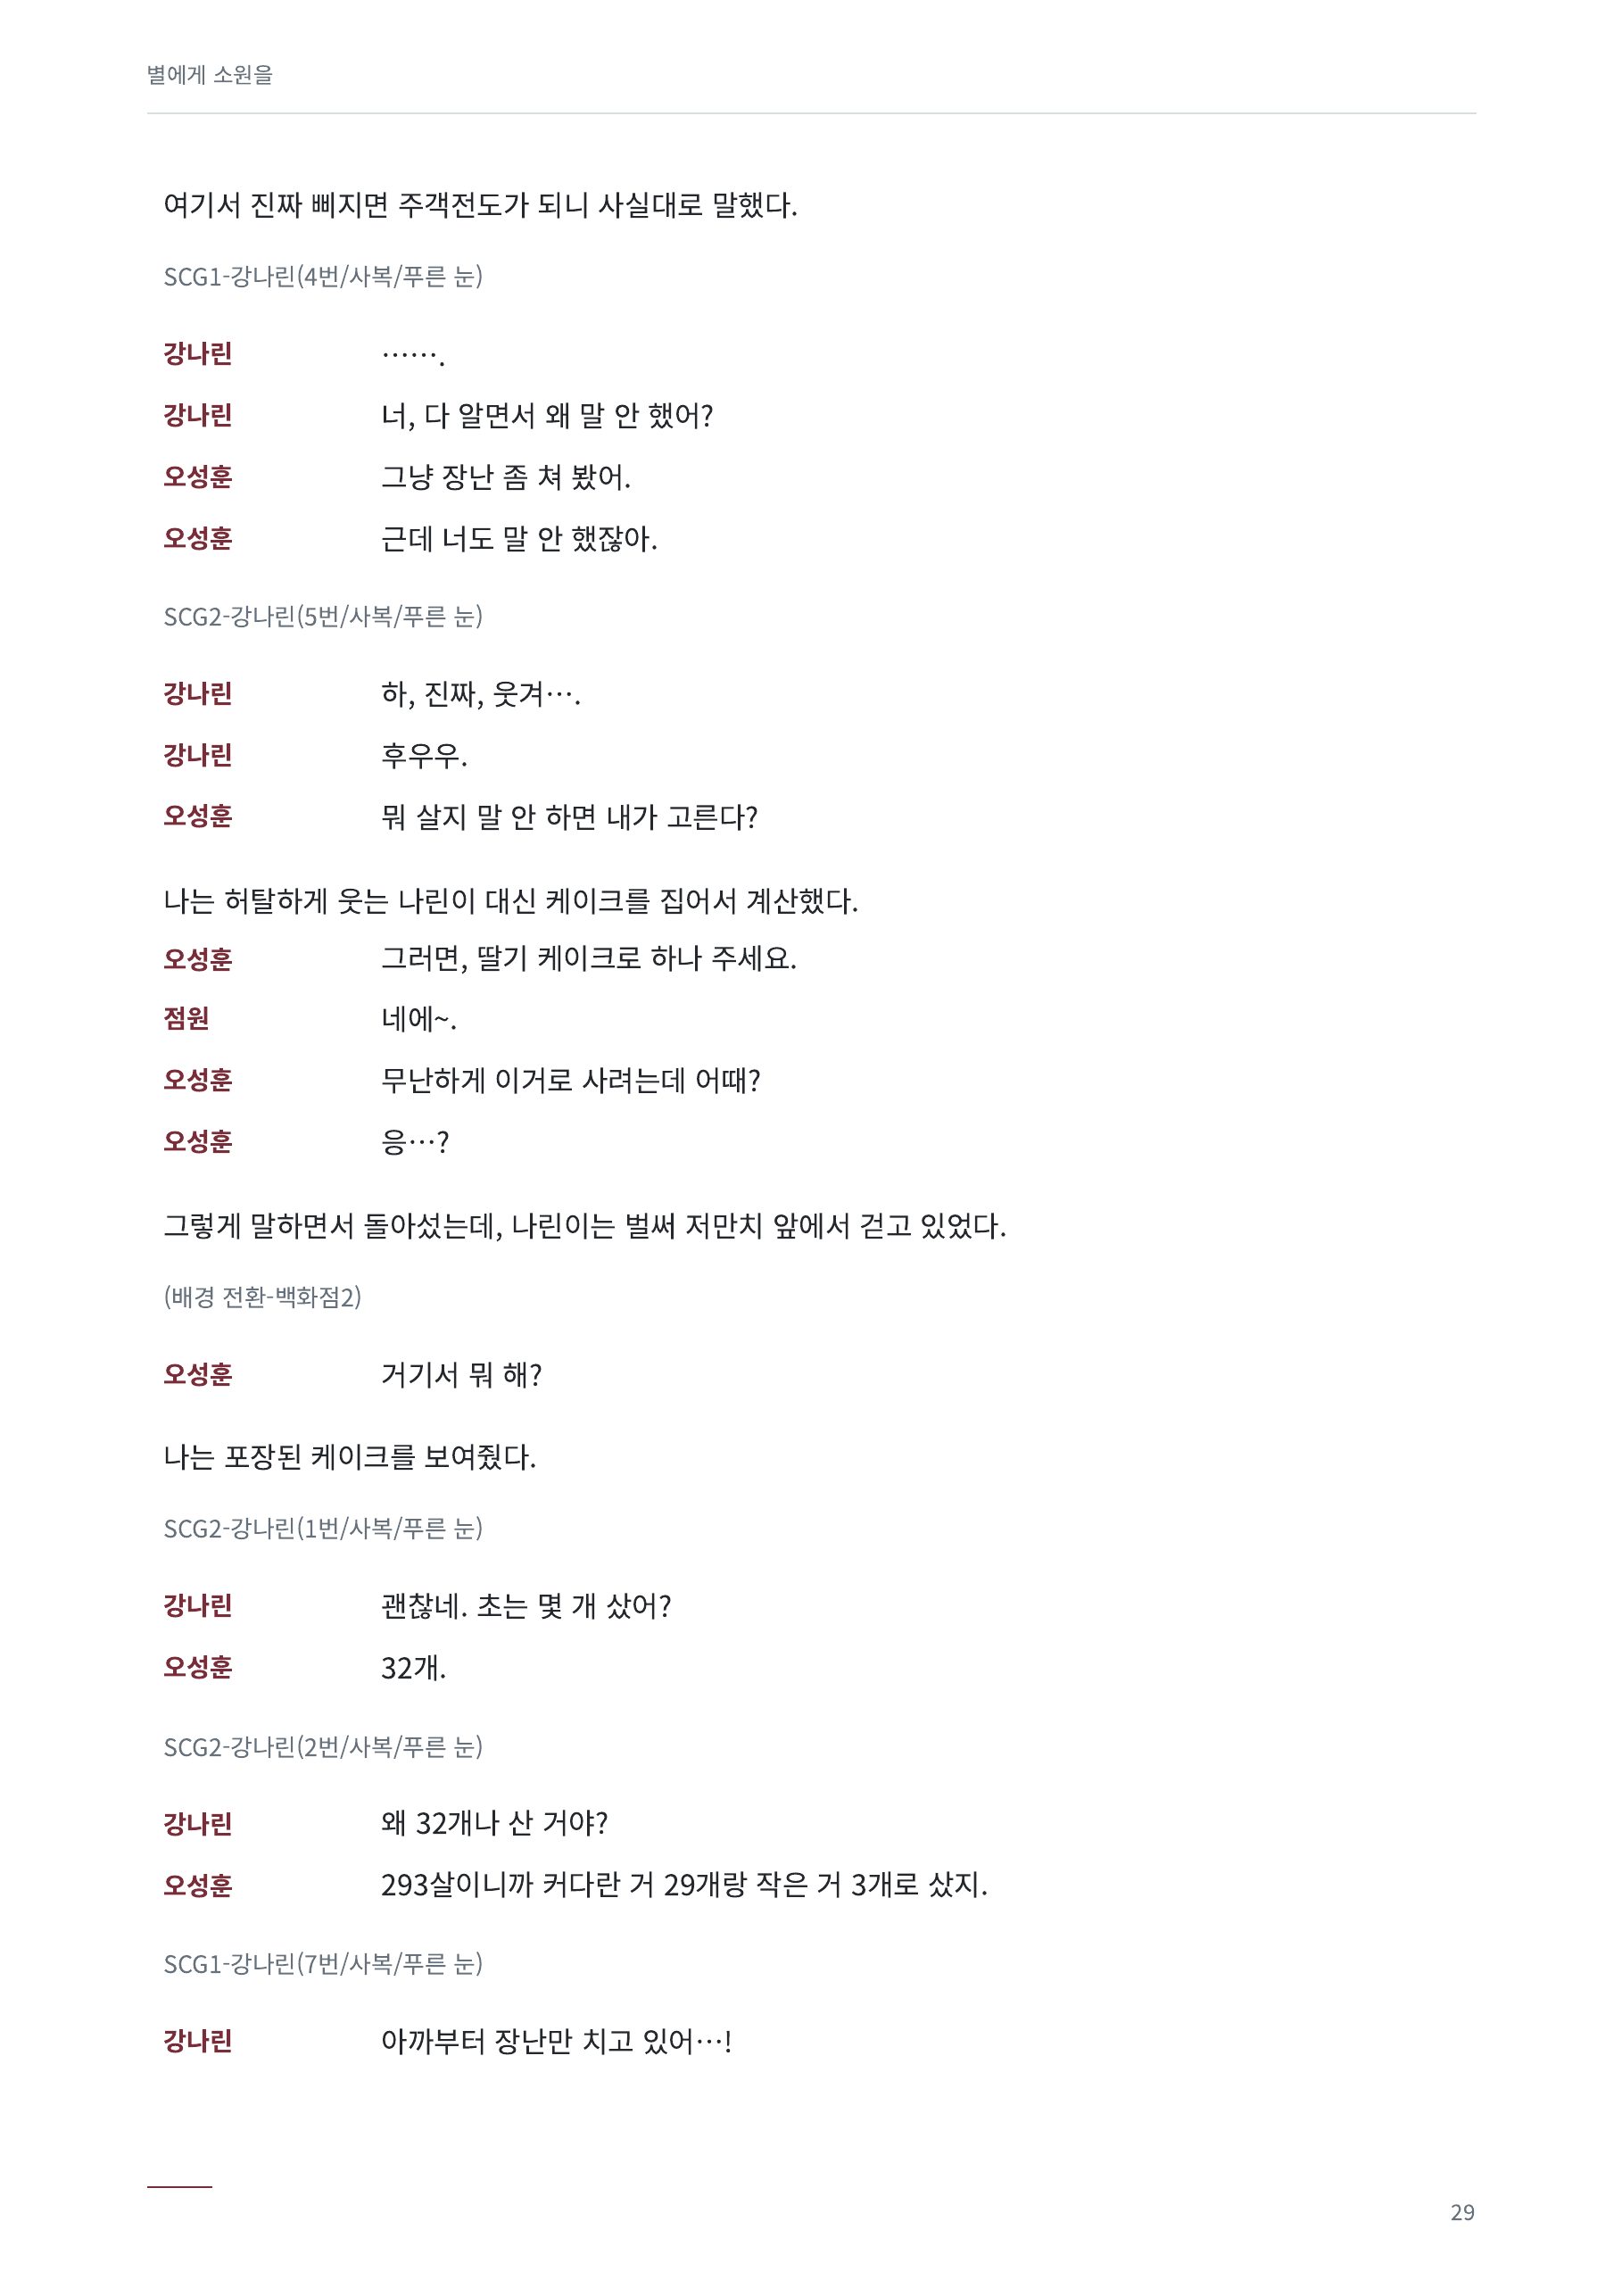 별에게 소원을
여기서 진짜 삐지면 주객전도가 되니 사실대로 말했다.
SCG1-강나린(4번/사복/푸른 눈)
강나린 ⋯⋯.
강나린 너, 다 알면서 왜 말 안 했어?
오성훈 그냥 장난 좀 쳐 봤어.
오성훈 근데 너도 말 안 했잖아.
SCG2-강나린(5번/사복/푸른 눈)
강나린 하, 진짜, 웃겨⋯.
강나린 후우우.
오성훈 뭐 살지 말 안 하면 내가 고른다?
나는 허탈하게 웃는 나린이 대신 케이크를 집어서 계산했다.
오성훈 그러면, 딸기 케이크로 하나 주세요.
점원 네에~.
오성훈 무난하게 이거로 사려는데 어때?
오성훈 응⋯?
그렇게 말하면서 돌아섰는데, 나린이는 벌써 저만치 앞에서 걷고 있었다.
(배경 전환-백화점2)
오성훈 거기서 뭐 해?
나는 포장된 케이크를 보여줬다.
SCG2-강나린(1번/사복/푸른 눈)
강나린 괜찮네. 초는 몇 개 샀어?
오성훈 32개.
SCG2-강나린(2번/사복/푸른 눈)
강나린 왜 32개나 산 거야?
오성훈 293살이니까 커다란 거 29개랑 작은 거 3개로 샀지.
SCG1-강나린(7번/사복/푸른 눈)
강나린 아까부터 장난만 치고 있어⋯!
29